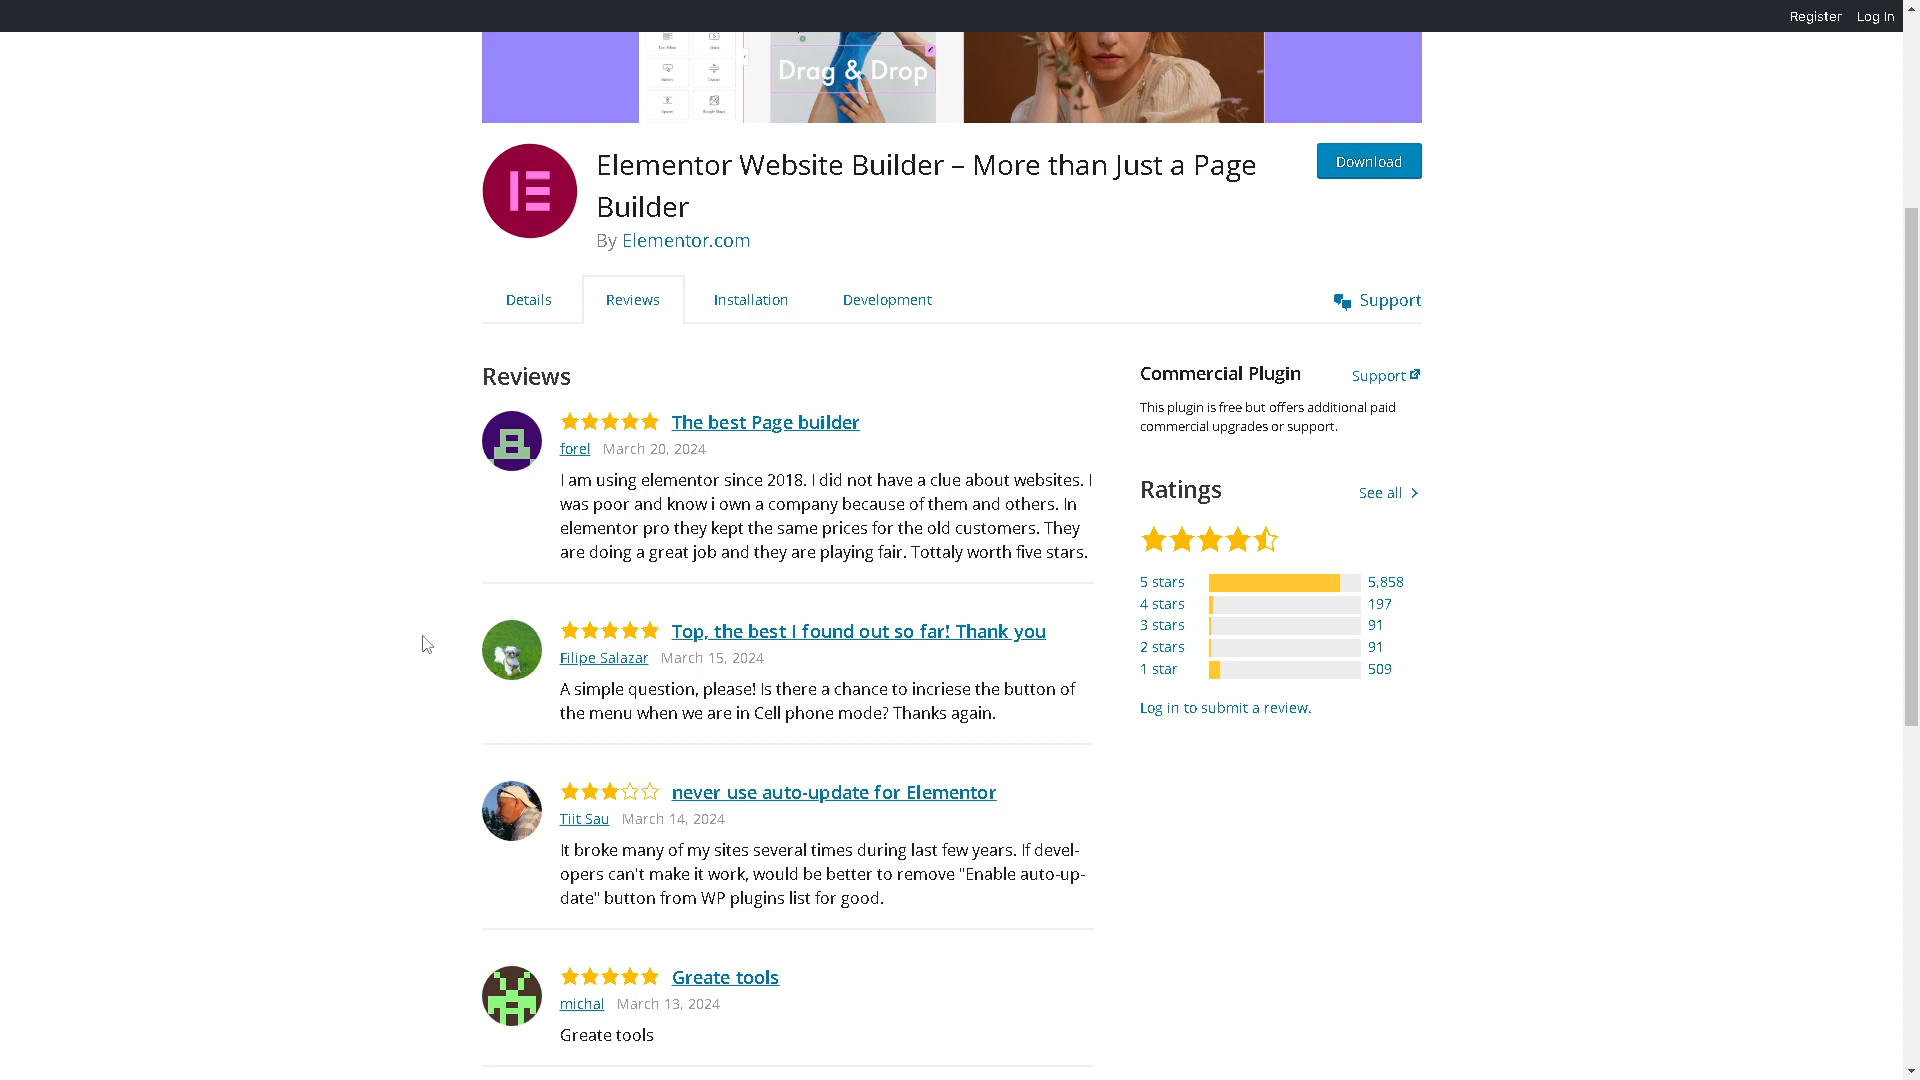 Register Log In
Text Editor Video
Button Divider
Spacer Google Maps
Drag & Drop
Elementor Website Builder – More than Just a Page
Builder
By Elementor.com
Download
Details Reviews Installation Development Support
Reviews
The best Page builder
forel March 20, 2024
I am using elementor since 2018. I did not have a clue about websites. I
was poor and know i own a company because of them and others. In
elementor pro they kept the same prices for the old customers. They
are doing a great job and they are playing fair. Tottaly worth five stars.
Top, the best I found out so far! Thank you
Filipe Salazar March 15, 2024
A simple question, please! Is there a chance to incriese the button of
the menu when we are in Cell phone mode? Thanks again.
never use auto-update for Elementor
Tiit Sau March 14, 2024
It broke many of my sites several times during last few years. If devel-
opers can't make it work, would be better to remove "Enable auto-up-
date" button from WP plugins list for good.
Greate tools
michal March 13, 2024
Greate tools
Commercial Plugin Support
This plugin is free but offers additional paid
commercial upgrades or support.
Ratings See all
5 stars 5,858
4 stars 197
3 stars 91
2 stars 91
1 star 509
Log in to submit a review.